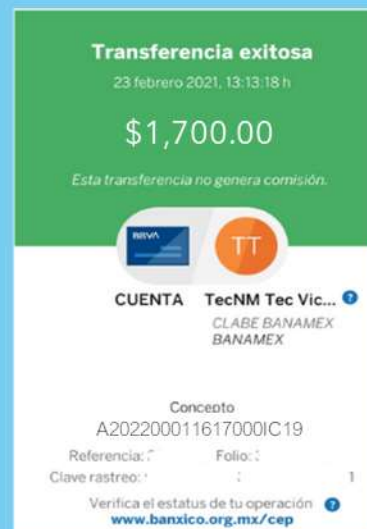 Transferencia exitosa
23 febrero 2021, 13:13:18 h
$1,700.00
Esta transferencia no genera comisión.
BBVA
TT
CUENTA TecNM Tec Vic... ?
CLABE BANAMEX
BANAMEX
Concepto
A202200011617000IC19
Referencia: Folio:
Clave rastreo: 1
Verifica el estatus de tu operación ?
www.banxico.org.mx/cep